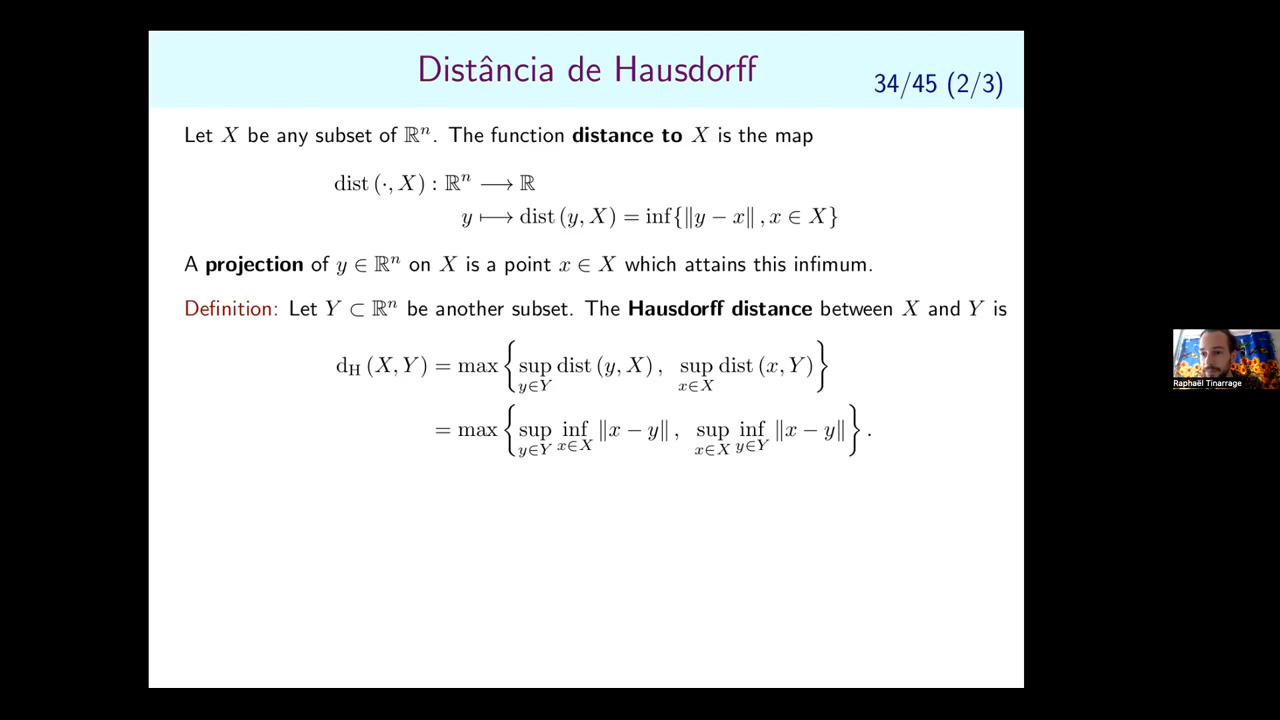 Distância de Hausdorff
34/45 (2/3)
Let X be any subset of ℝⁿ. The function distance to X is the map
dist (·, X) : ℝⁿ ⟶ ℝ
y ⟼ dist (y, X) = inf{‖y − x‖ , x ∈ X}
A projection of y ∈ ℝⁿ on X is a point x ∈ X which attains this infimum.
Definition: Let Y ⊂ ℝⁿ be another subset. The Hausdorff distance between X and Y is
d_H (X, Y) = max { sup_{y∈Y} dist (y, X) , sup_{x∈X} dist (x, Y) }
= max { sup_{y∈Y} inf_{x∈X} ‖x − y‖ , sup_{x∈X} inf_{y∈Y} ‖x − y‖ } .
Raphaël Tinarrage